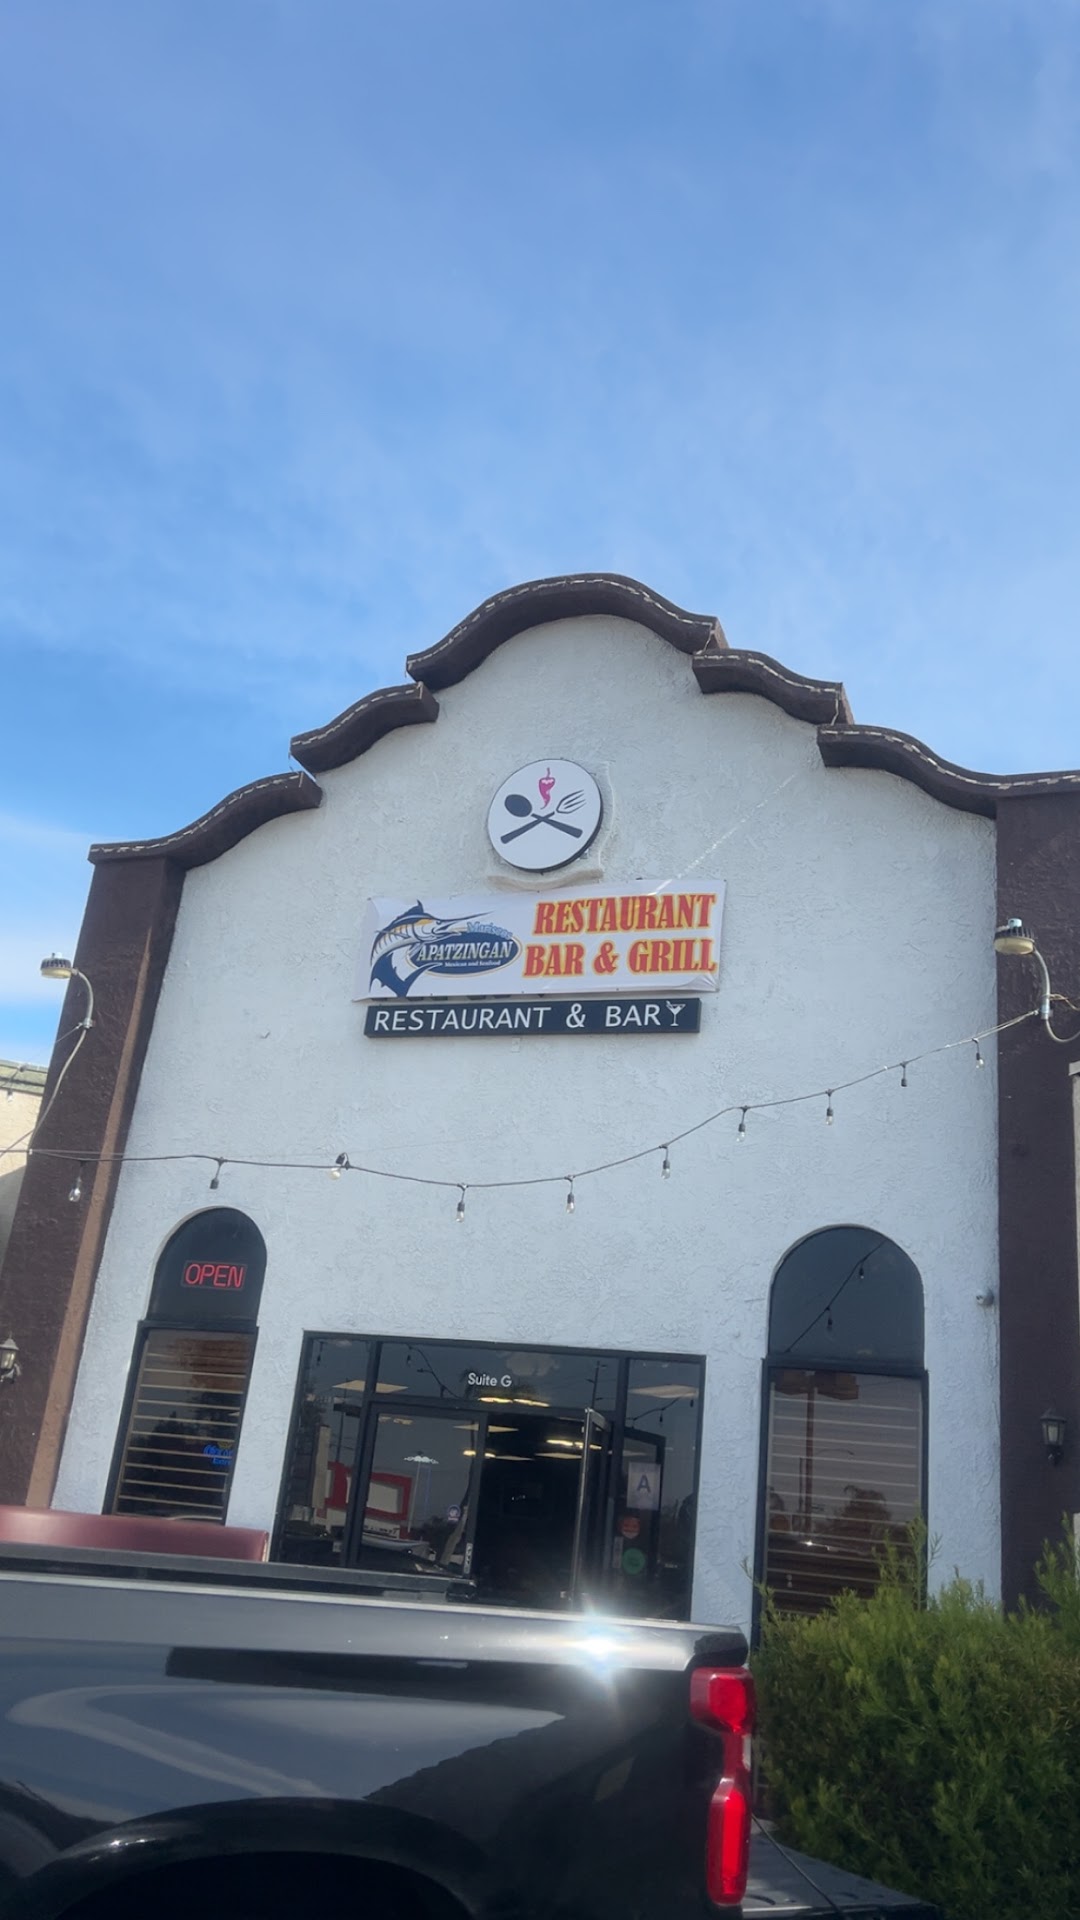 Mariscos
APATZINGAN
Mexican and Seafood
RESTAURANT
BAR & GRILL
RESTAURANT & BAR
OPEN
Suite G
A